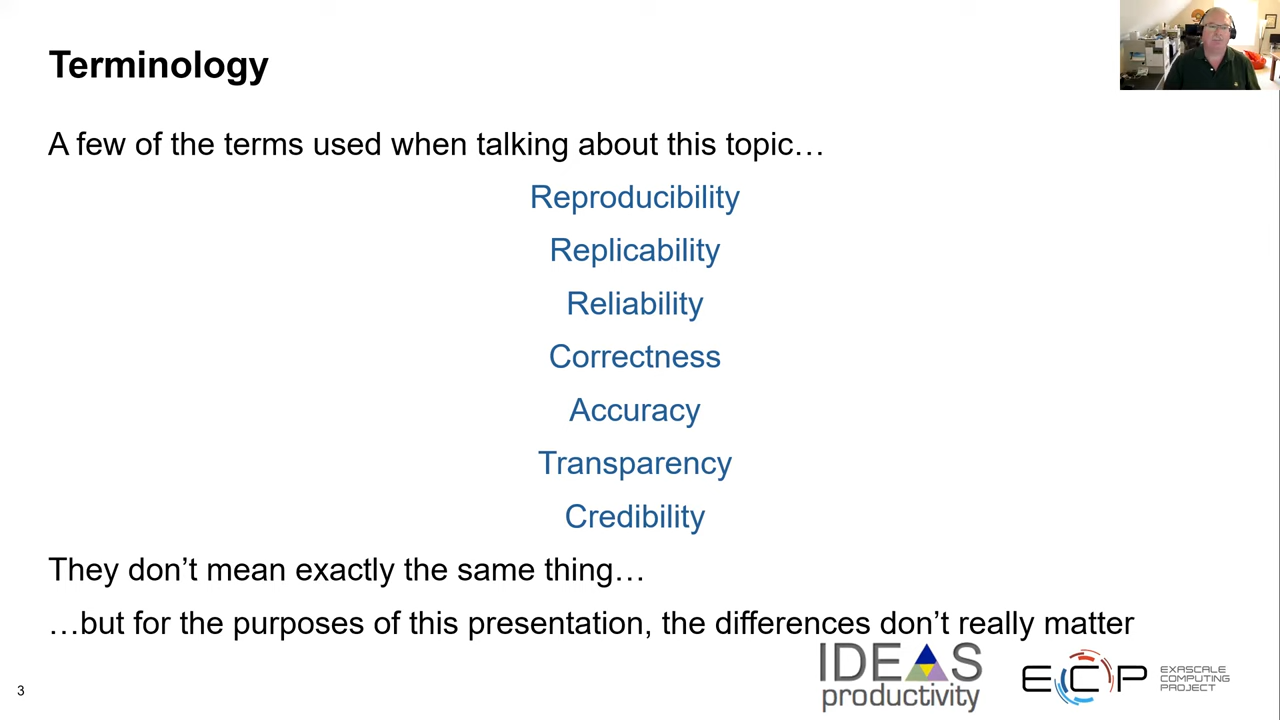 Terminology
A few of the terms used when talking about this topic…
Reproducibility
Replicability
Reliability
Correctness
Accuracy
Transparency
Credibility
They don’t mean exactly the same thing…
…but for the purposes of this presentation, the differences don’t really matter
IDEAS
productivity
ECP
EXASCALE
COMPUTING
PROJECT
3